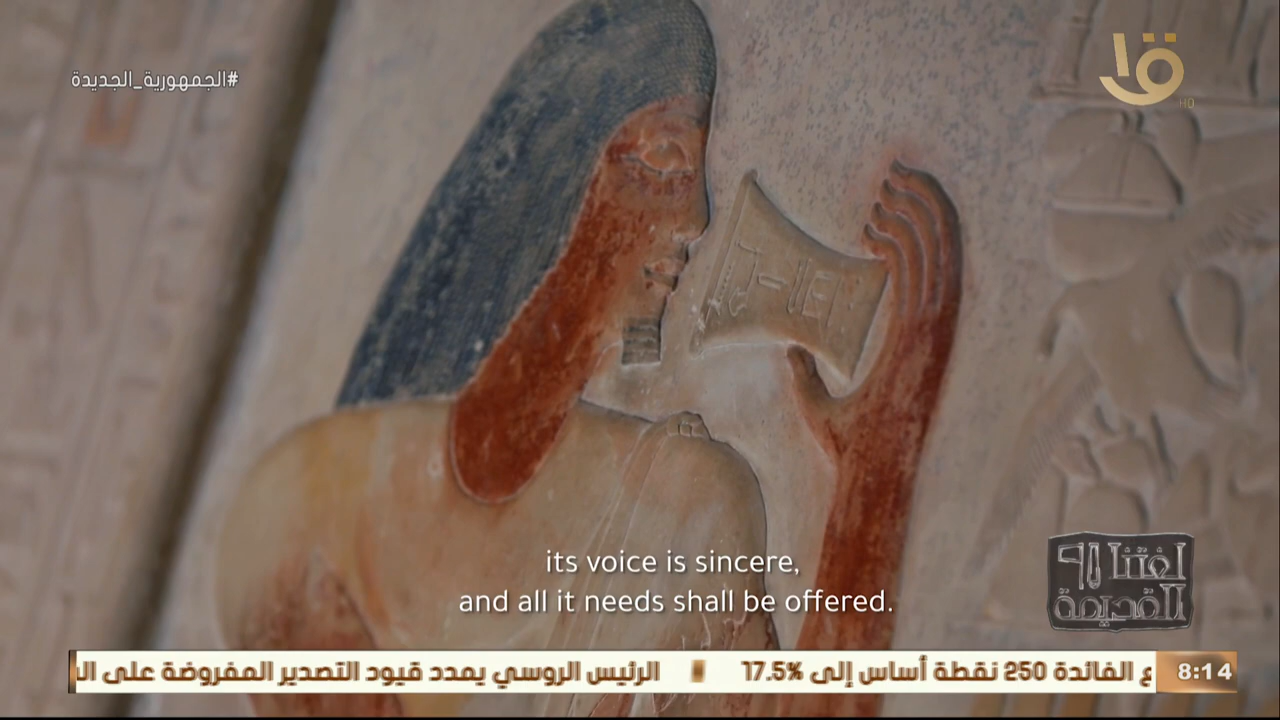 #الجمهورية_الجديدة
HD
its voice is sincere,
and all it needs shall be offered.
لغتنا
القديمة
8:14
ع الفائدة 250 نقطة أساس إلى 17.5% الرئيس الروسي يمدد قيود التصدير المفروضة على ال